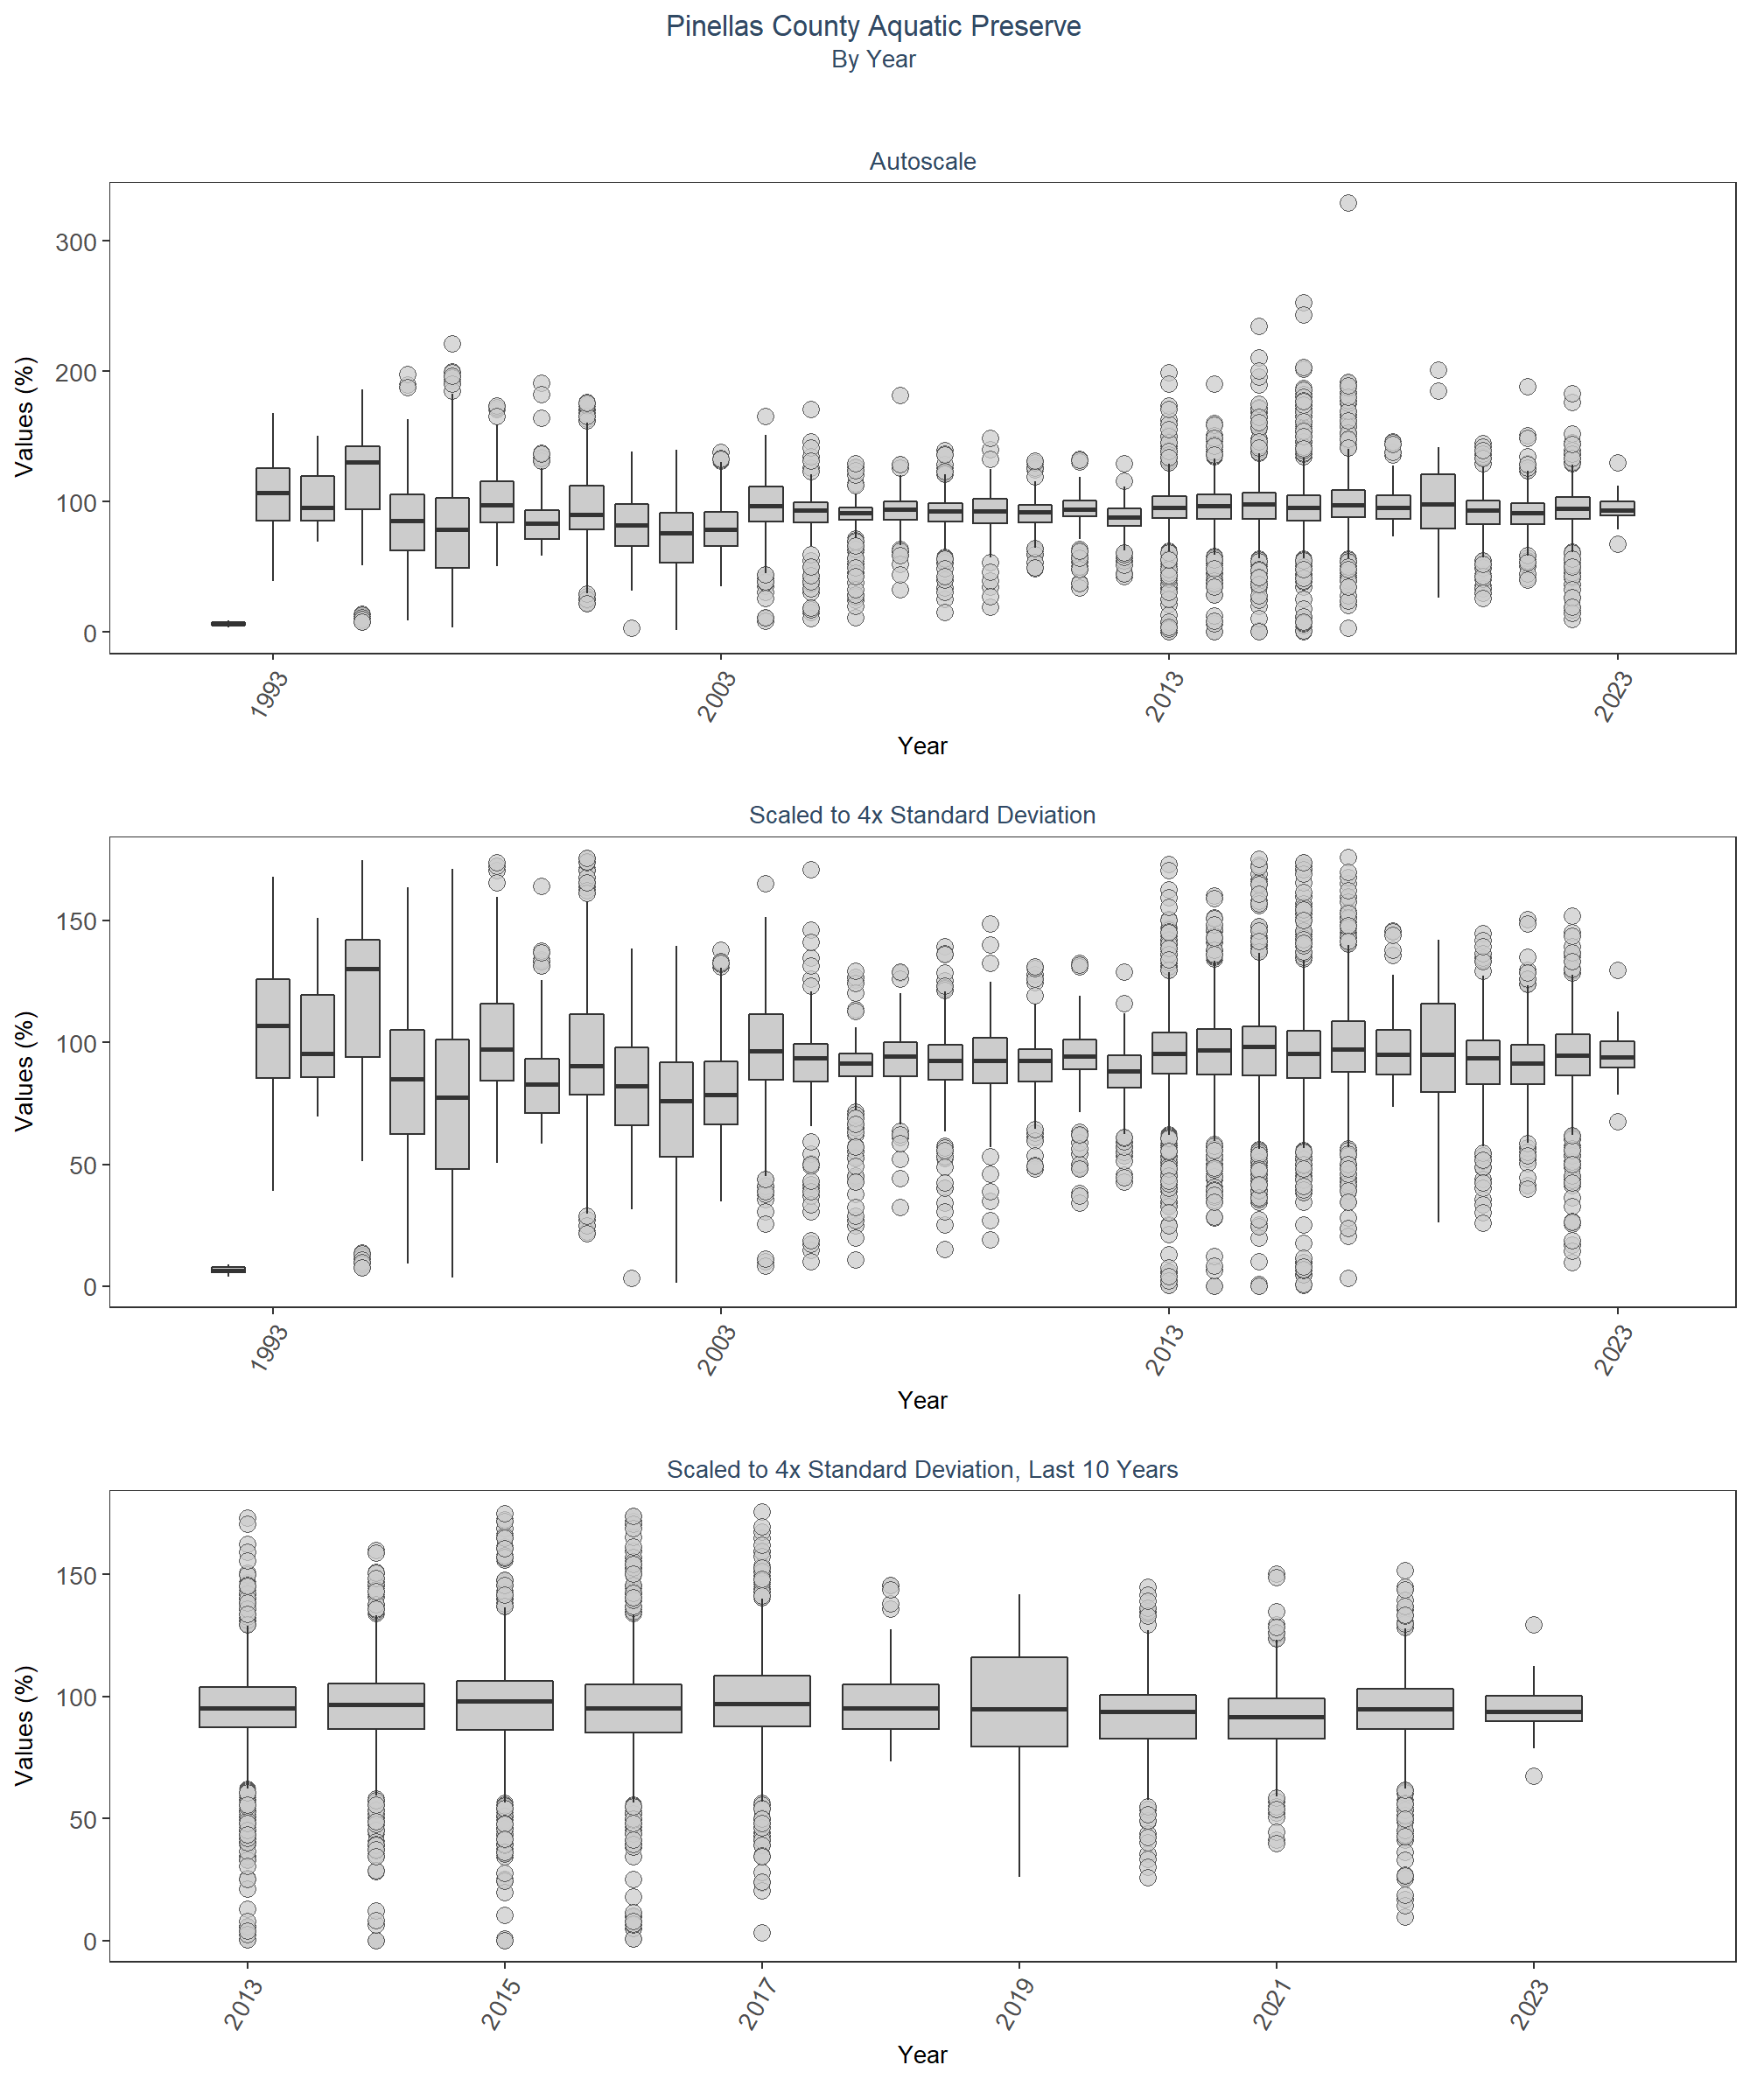 Pinellas County Aquatic Preserve
By Year
Autoscale
Values (%)
300
200
100
0
1993
2003
2013
2023
Year
Scaled to 4x Standard Deviation
Values (%)
150
100
50
0
1993
2003
2013
2023
Year
Scaled to 4x Standard Deviation, Last 10 Years
Values (%)
150
100
50
0
2013
2015
2017
2019
2021
2023
Year